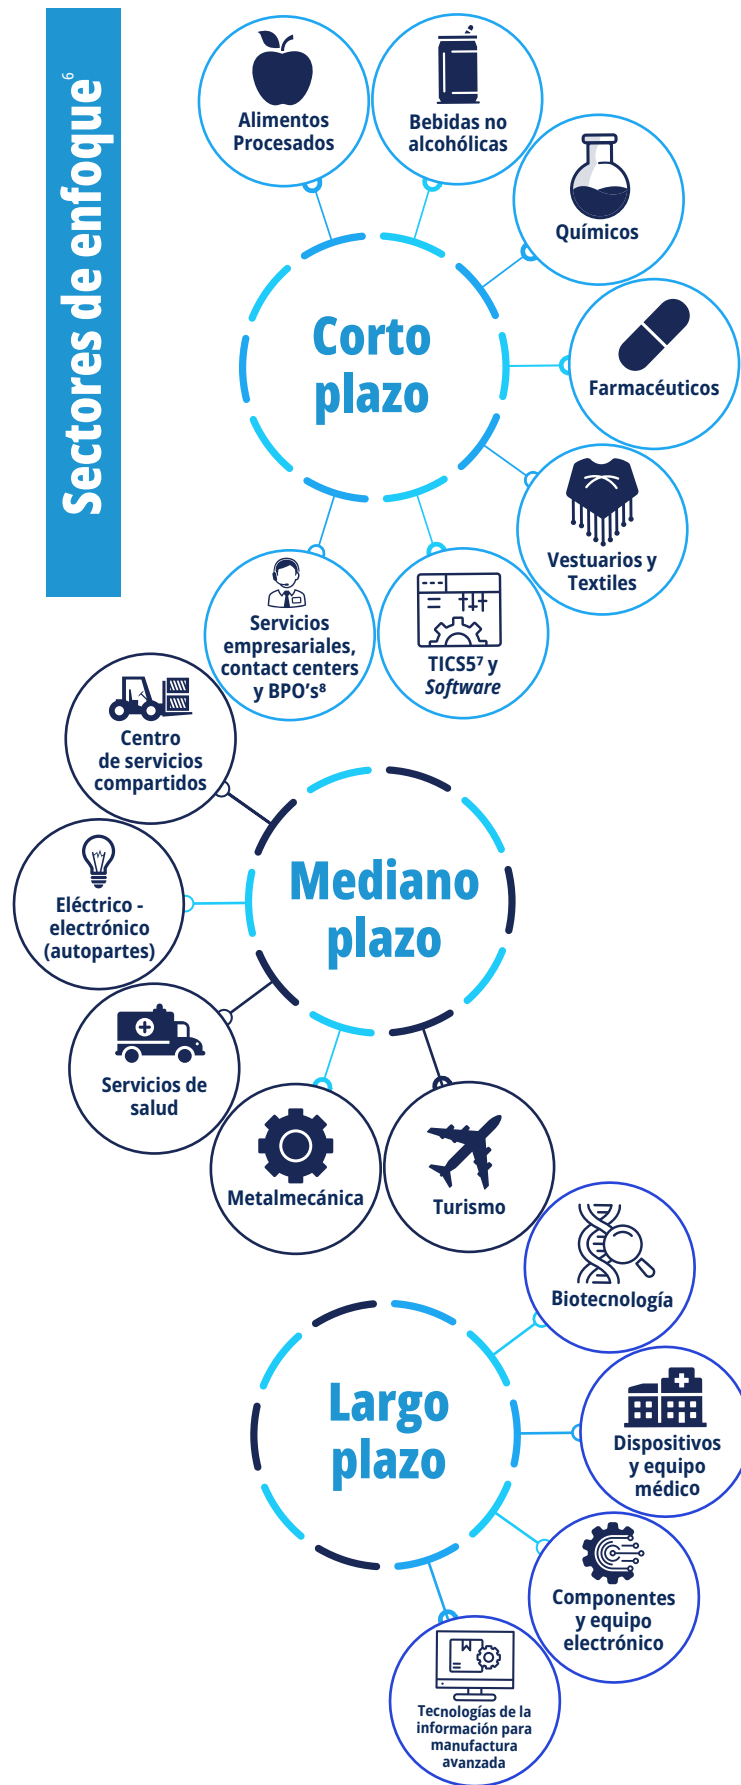 Sectores de enfoque⁶
Alimentos
Procesados
Bebidas no
alcohólicas
Químicos
Farmacéuticos
Vestuarios y
Textiles
TICS5⁷ y
Software
Servicios
empresariales,
contact centers
y BPO's⁸
Corto
plazo
Centro
de servicios
compartidos
Eléctrico -
electrónico
(autopartes)
Servicios de
salud
Metalmecánica
Turismo
Mediano
plazo
Biotecnología
Dispositivos
y equipo
médico
Componentes
y equipo
electrónico
Tecnologías de la
información para
manufactura
avanzada
Largo
plazo